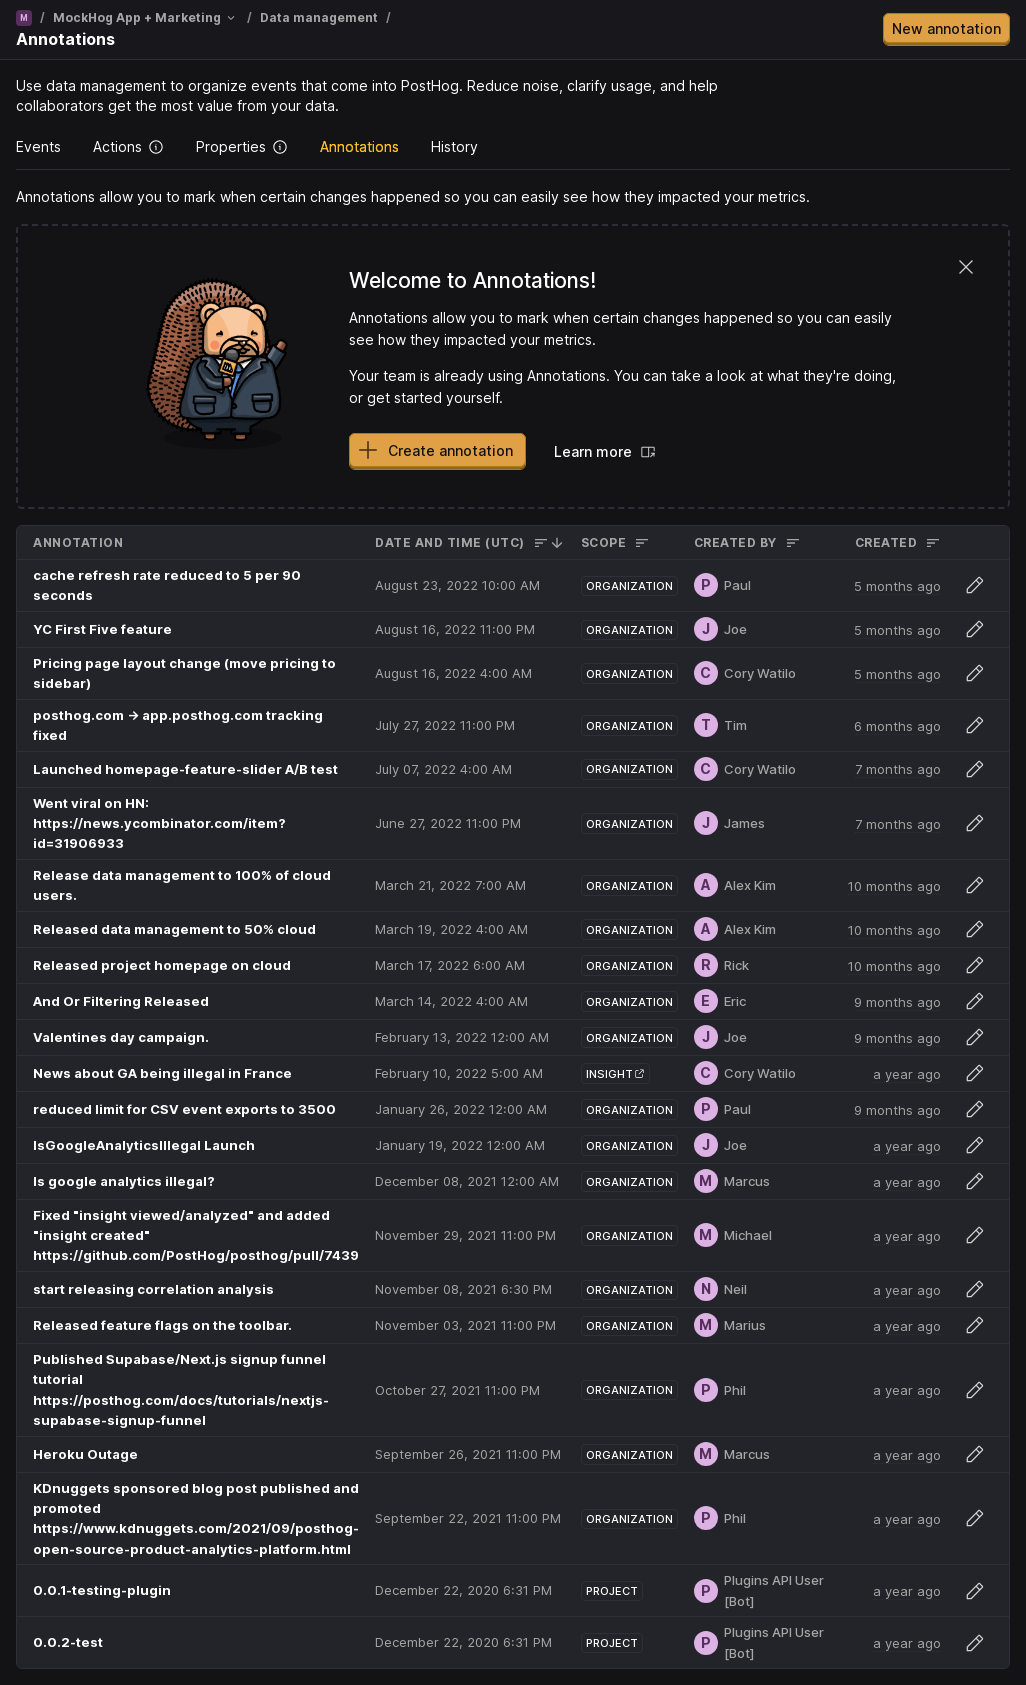 M / MockHog App + Marketing / Data management /
Annotations
New annotation
Use data management to organize events that come into PostHog. Reduce noise, clarify usage, and help
collaborators get the most value from your data.
Events Actions Properties Annotations History
Annotations allow you to mark when certain changes happened so you can easily see how they impacted your metrics.
Welcome to Annotations!
Annotations allow you to mark when certain changes happened so you can easily
see how they impacted your metrics.
Your team is already using Annotations. You can take a look at what they're doing,
or get started yourself.
Create annotation Learn more
ANNOTATION DATE AND TIME (UTC) SCOPE CREATED BY CREATED
cache refresh rate reduced to 5 per 90
seconds
August 23, 2022 10:00 AM ORGANIZATION P Paul 5 months ago
YC First Five feature August 16, 2022 11:00 PM ORGANIZATION J Joe 5 months ago
Pricing page layout change (move pricing to
sidebar)
August 16, 2022 4:00 AM ORGANIZATION C Cory Watilo 5 months ago
posthog.com → app.posthog.com tracking
fixed
July 27, 2022 11:00 PM ORGANIZATION T Tim 6 months ago
Launched homepage-feature-slider A/B test July 07, 2022 4:00 AM ORGANIZATION C Cory Watilo 7 months ago
Went viral on HN:
https://news.ycombinator.com/item?
id=31906933
June 27, 2022 11:00 PM ORGANIZATION J James 7 months ago
Release data management to 100% of cloud
users.
March 21, 2022 7:00 AM ORGANIZATION A Alex Kim 10 months ago
Released data management to 50% cloud March 19, 2022 4:00 AM ORGANIZATION A Alex Kim 10 months ago
Released project homepage on cloud March 17, 2022 6:00 AM ORGANIZATION R Rick 10 months ago
And Or Filtering Released March 14, 2022 4:00 AM ORGANIZATION E Eric 9 months ago
Valentines day campaign. February 13, 2022 12:00 AM ORGANIZATION J Joe 9 months ago
News about GA being illegal in France February 10, 2022 5:00 AM INSIGHT C Cory Watilo a year ago
reduced limit for CSV event exports to 3500 January 26, 2022 12:00 AM ORGANIZATION P Paul 9 months ago
IsGoogleAnalyticsIllegal Launch January 19, 2022 12:00 AM ORGANIZATION J Joe a year ago
Is google analytics illegal? December 08, 2021 12:00 AM ORGANIZATION M Marcus a year ago
Fixed "insight viewed/analyzed" and added
"insight created"
https://github.com/PostHog/posthog/pull/7439
November 29, 2021 11:00 PM ORGANIZATION M Michael a year ago
start releasing correlation analysis November 08, 2021 6:30 PM ORGANIZATION N Neil a year ago
Released feature flags on the toolbar. November 03, 2021 11:00 PM ORGANIZATION M Marius a year ago
Published Supabase/Next.js signup funnel
tutorial
https://posthog.com/docs/tutorials/nextjs-
supabase-signup-funnel
October 27, 2021 11:00 PM ORGANIZATION P Phil a year ago
Heroku Outage September 26, 2021 11:00 PM ORGANIZATION M Marcus a year ago
KDnuggets sponsored blog post published and
promoted
https://www.kdnuggets.com/2021/09/posthog-
open-source-product-analytics-platform.html
September 22, 2021 11:00 PM ORGANIZATION P Phil a year ago
0.0.1-testing-plugin December 22, 2020 6:31 PM PROJECT P Plugins API User
[Bot]
a year ago
0.0.2-test December 22, 2020 6:31 PM PROJECT P Plugins API User
[Bot]
a year ago